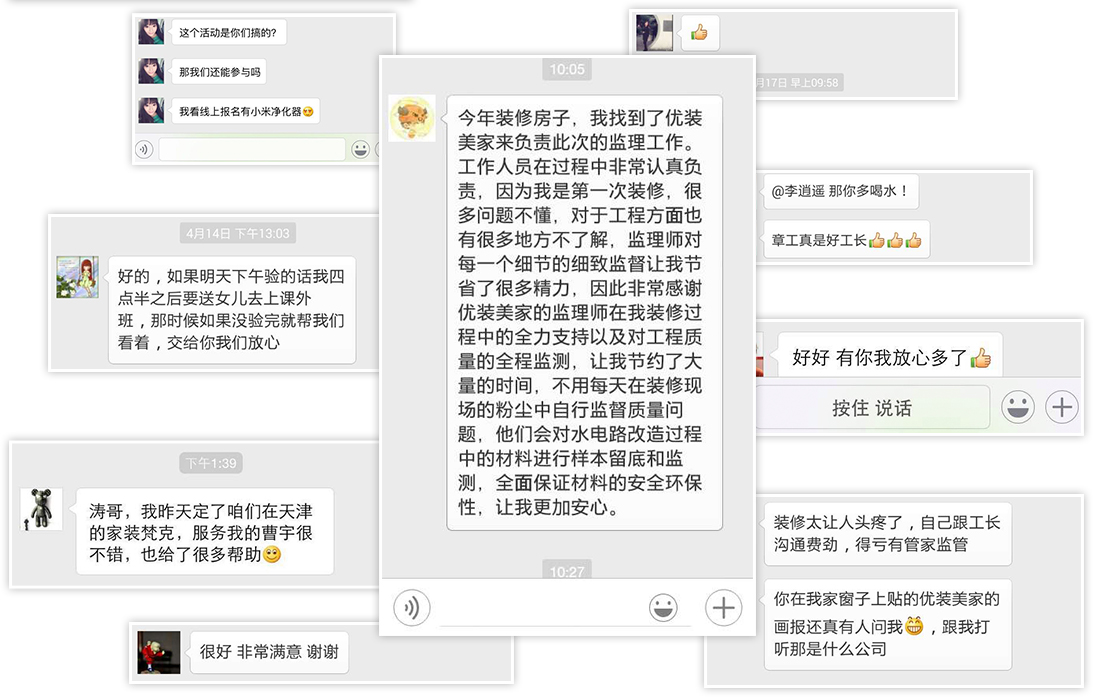 这个活动是你们搞的?
那我们还能参与吗
我看线上报名有小米净化器😏
4月14日 下午13:03
好的，如果明天下午验的话我四
点半之后要送女儿去上课外
班，那时候如果没验完就帮我们
看着，交给你我们放心
下午1:39
涛哥，我昨天定了咱们在天津
的家装梵克，服务我的曹宇很
不错，也给了很多帮助😊
很好 非常满意 谢谢
10:05
今年装修房子，我找到了优装
美家来负责此次的监理工作。
工作人员在过程中非常认真负
责，因为我是第一次装修，很
多问题不懂，对于工程方面也
有很多地方不了解，监理师对
每一个细节的细致监督让我节
省了很多精力，因此非常感谢
优装美家的监理师在我装修过
程中的全力支持以及对工程质
量的全程监测，让我节约了大
量的时间，不用每天在装修现
场的粉尘中自行监督质量问
题，他们会对水电路改造过程
中的材料进行样本留底和监
测，全面保证材料的安全环保
性，让我更加安心。
10:27
👍
月17日 早上09:58
@李逍遥 那你多喝水！
章工真是好工长👍👍👍
好好 有你我放心多了👍
按住 说话
装修太让人头疼了，自己跟工长
沟通费劲，得亏有管家监管
你在我家窗子上贴的优装美家的
画报还真有人问我😁，跟我打
听那是什么公司